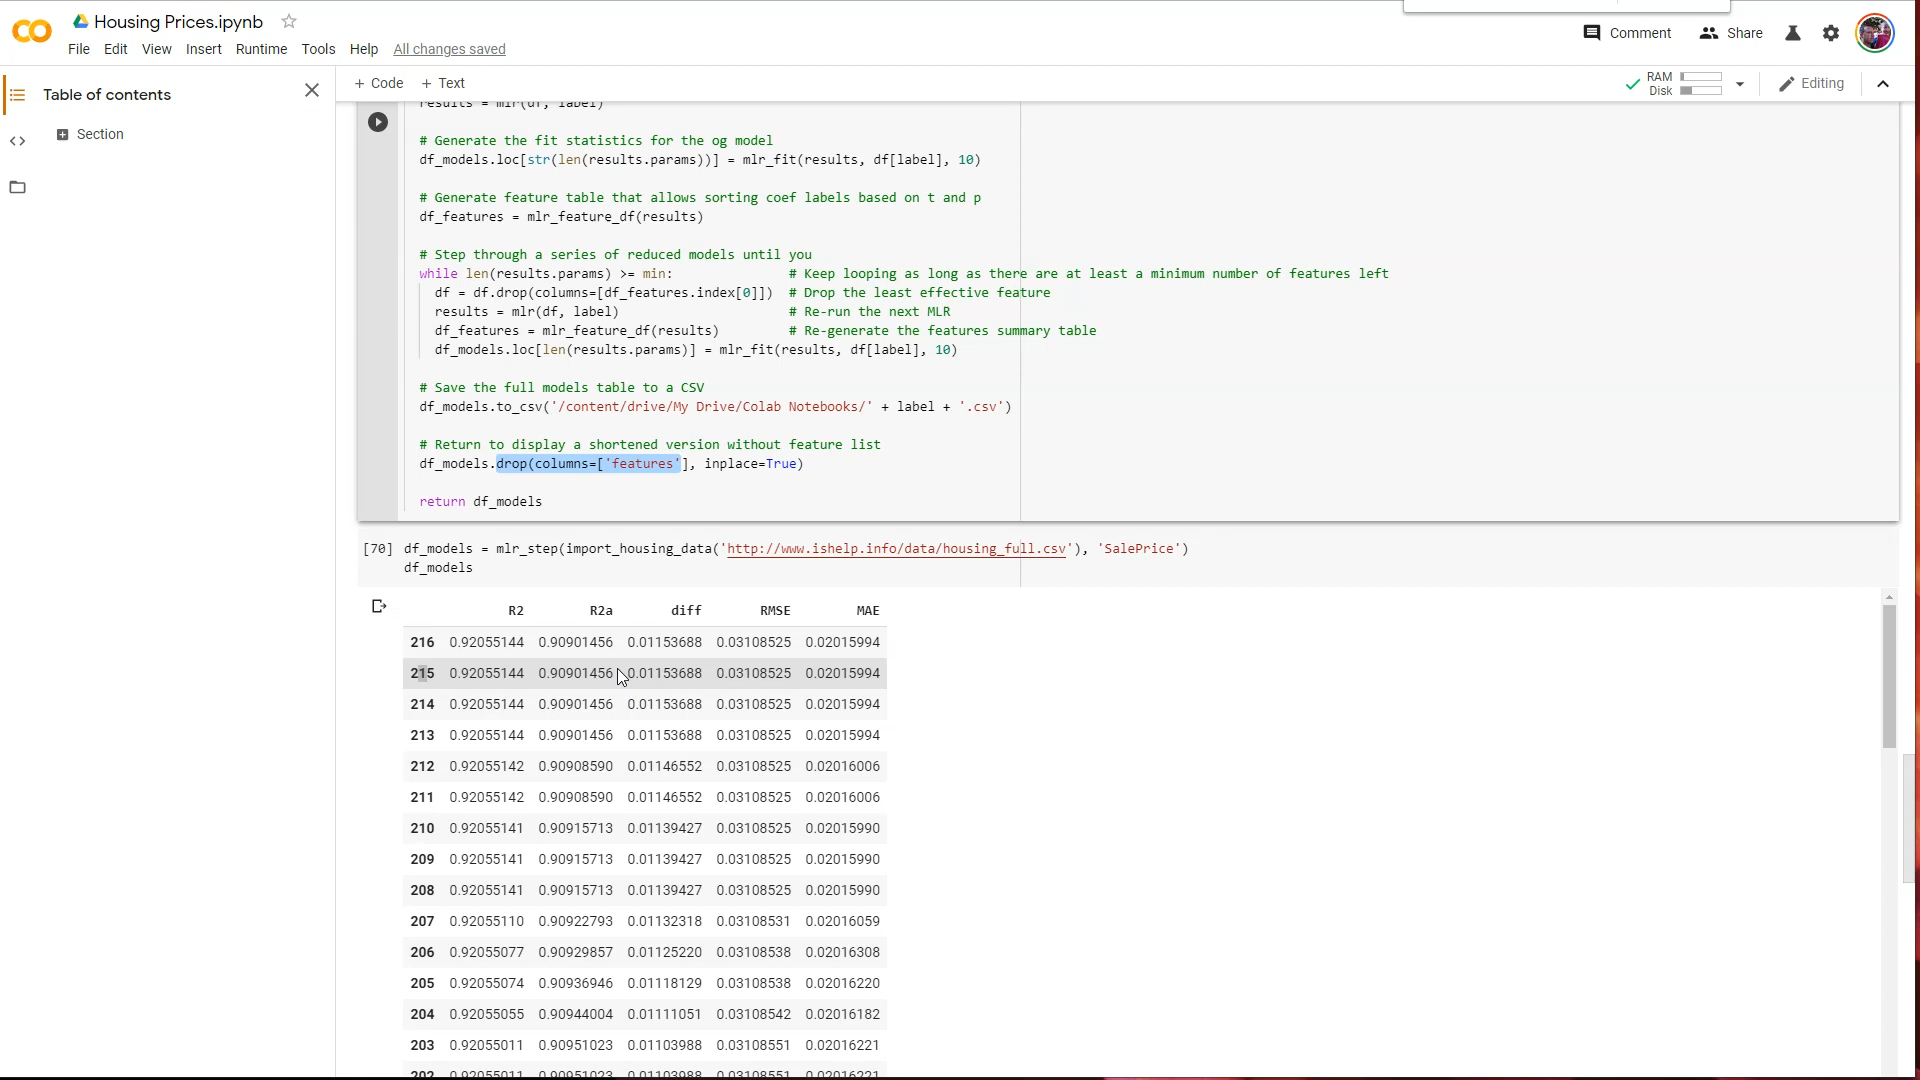 Housing Prices.ipynb
File Edit View Insert Runtime Tools Help All changes saved
Comment Share
Table of contents
Section
+ Code + Text
RAM
Disk
Editing
results = mlr(df, label)
# Generate the fit statistics for the og model
df_models.loc[str(len(results.params))] = mlr_fit(results, df[label], 10)
# Generate feature table that allows sorting coef labels based on t and p
df_features = mlr_feature_df(results)
# Step through a series of reduced models until you
while len(results.params) >= min: # Keep looping as long as there are at least a minimum number of features left
df = df.drop(columns=[df_features.index[0]]) # Drop the least effective feature
results = mlr(df, label) # Re-run the next MLR
df_features = mlr_feature_df(results) # Re-generate the features summary table
df_models.loc[len(results.params)] = mlr_fit(results, df[label], 10)
# Save the full models table to a CSV
df_models.to_csv('/content/drive/My Drive/Colab Notebooks/' + label + '.csv')
# Return to display a shortened version without feature list
df_models.drop(columns=['features'], inplace=True)
return df_models
[70] df_models = mlr_step(import_housing_data('http://www.ishelp.info/data/housing_full.csv'), 'SalePrice')
df_models
R2 R2a diff RMSE MAE
216 0.92055144 0.90901456 0.01153688 0.03108525 0.02015994
215 0.92055144 0.90901456 0.01153688 0.03108525 0.02015994
214 0.92055144 0.90901456 0.01153688 0.03108525 0.02015994
213 0.92055144 0.90901456 0.01153688 0.03108525 0.02015994
212 0.92055142 0.90908590 0.01146552 0.03108525 0.02016006
211 0.92055142 0.90908590 0.01146552 0.03108525 0.02016006
210 0.92055141 0.90915713 0.01139427 0.03108525 0.02015990
209 0.92055141 0.90915713 0.01139427 0.03108525 0.02015990
208 0.92055141 0.90915713 0.01139427 0.03108525 0.02015990
207 0.92055110 0.90922793 0.01132318 0.03108531 0.02016059
206 0.92055077 0.90929857 0.01125220 0.03108538 0.02016308
205 0.92055074 0.90936946 0.01118129 0.03108538 0.02016220
204 0.92055055 0.90944004 0.01111051 0.03108542 0.02016182
203 0.92055011 0.90951023 0.01103988 0.03108551 0.02016221
202 0.92055011 0.90951023 0.01103988 0.03108551 0.02016221